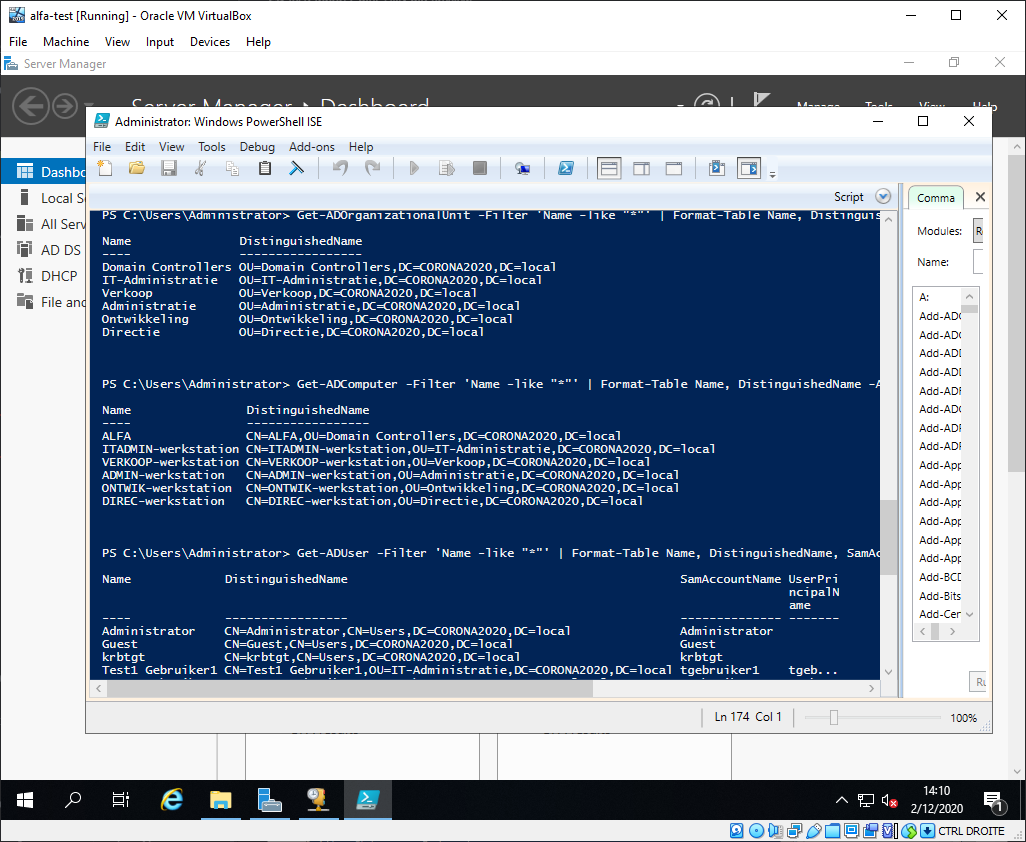 alfa-test [Running] - Oracle VM VirtualBox
File Machine View Input Devices Help
Server Manager
Server Manager Dashboard
Manage Tools View Help
Administrator: Windows PowerShell ISE
File Edit View Tools Debug Add-ons Help
Script
PS C:\Users\Administrator> Get-ADOrganizationalUnit -Filter 'Name -like "*"' | Format-Table Name, Distinguis
Name DistinguishedName
---- -----------------
Domain Controllers OU=Domain Controllers,DC=CORONA2020,DC=local
IT-Administratie OU=IT-Administratie,DC=CORONA2020,DC=local
Verkoop OU=Verkoop,DC=CORONA2020,DC=local
Administratie OU=Administratie,DC=CORONA2020,DC=local
Ontwikkeling OU=Ontwikkeling,DC=CORONA2020,DC=local
Directie OU=Directie,DC=CORONA2020,DC=local
PS C:\Users\Administrator> Get-ADComputer -Filter 'Name -like "*"' | Format-Table Name, DistinguishedName -A
Name DistinguishedName
---- -----------------
ALFA CN=ALFA,OU=Domain Controllers,DC=CORONA2020,DC=local
ITADMIN-werkstation CN=ITADMIN-werkstation,OU=IT-Administratie,DC=CORONA2020,DC=local
VERKOOP-werkstation CN=VERKOOP-werkstation,OU=Verkoop,DC=CORONA2020,DC=local
ADMIN-werkstation CN=ADMIN-werkstation,OU=Administratie,DC=CORONA2020,DC=local
ONTWIK-werkstation CN=ONTWIK-werkstation,OU=Ontwikkeling,DC=CORONA2020,DC=local
DIREC-werkstation CN=DIREC-werkstation,OU=Directie,DC=CORONA2020,DC=local
PS C:\Users\Administrator> Get-ADUser -Filter 'Name -like "*"' | Format-Table Name, DistinguishedName, SamAc
Name DistinguishedName SamAccountName UserPri
ncipalN
ame
---- ----------------- -------------- -------
Administrator CN=Administrator,CN=Users,DC=CORONA2020,DC=local Administrator
Guest CN=Guest,CN=Users,DC=CORONA2020,DC=local Guest
krbtgt CN=krbtgt,CN=Users,DC=CORONA2020,DC=local krbtgt
Test1 Gebruiker1 CN=Test1 Gebruiker1,OU=IT-Administratie,DC=CORONA2020,DC=local tgebruiker1 tgeb...
Ln 174 Col 1
100%
Comma
Modules:
Name:
A:
Add-ADC
Add-ADC
Add-ADD
Add-ADD
Add-ADF
Add-ADG
Add-ADP
Add-ADR
Add-App
Add-App
Add-App
Add-App
Add-App
Add-App
Add-BCD
Add-Bits
Add-Cer
Ru
Dashbo
Local S
All Serv
AD DS
DHCP
File and
14:10
2/12/2020
1
CTRL DROITE